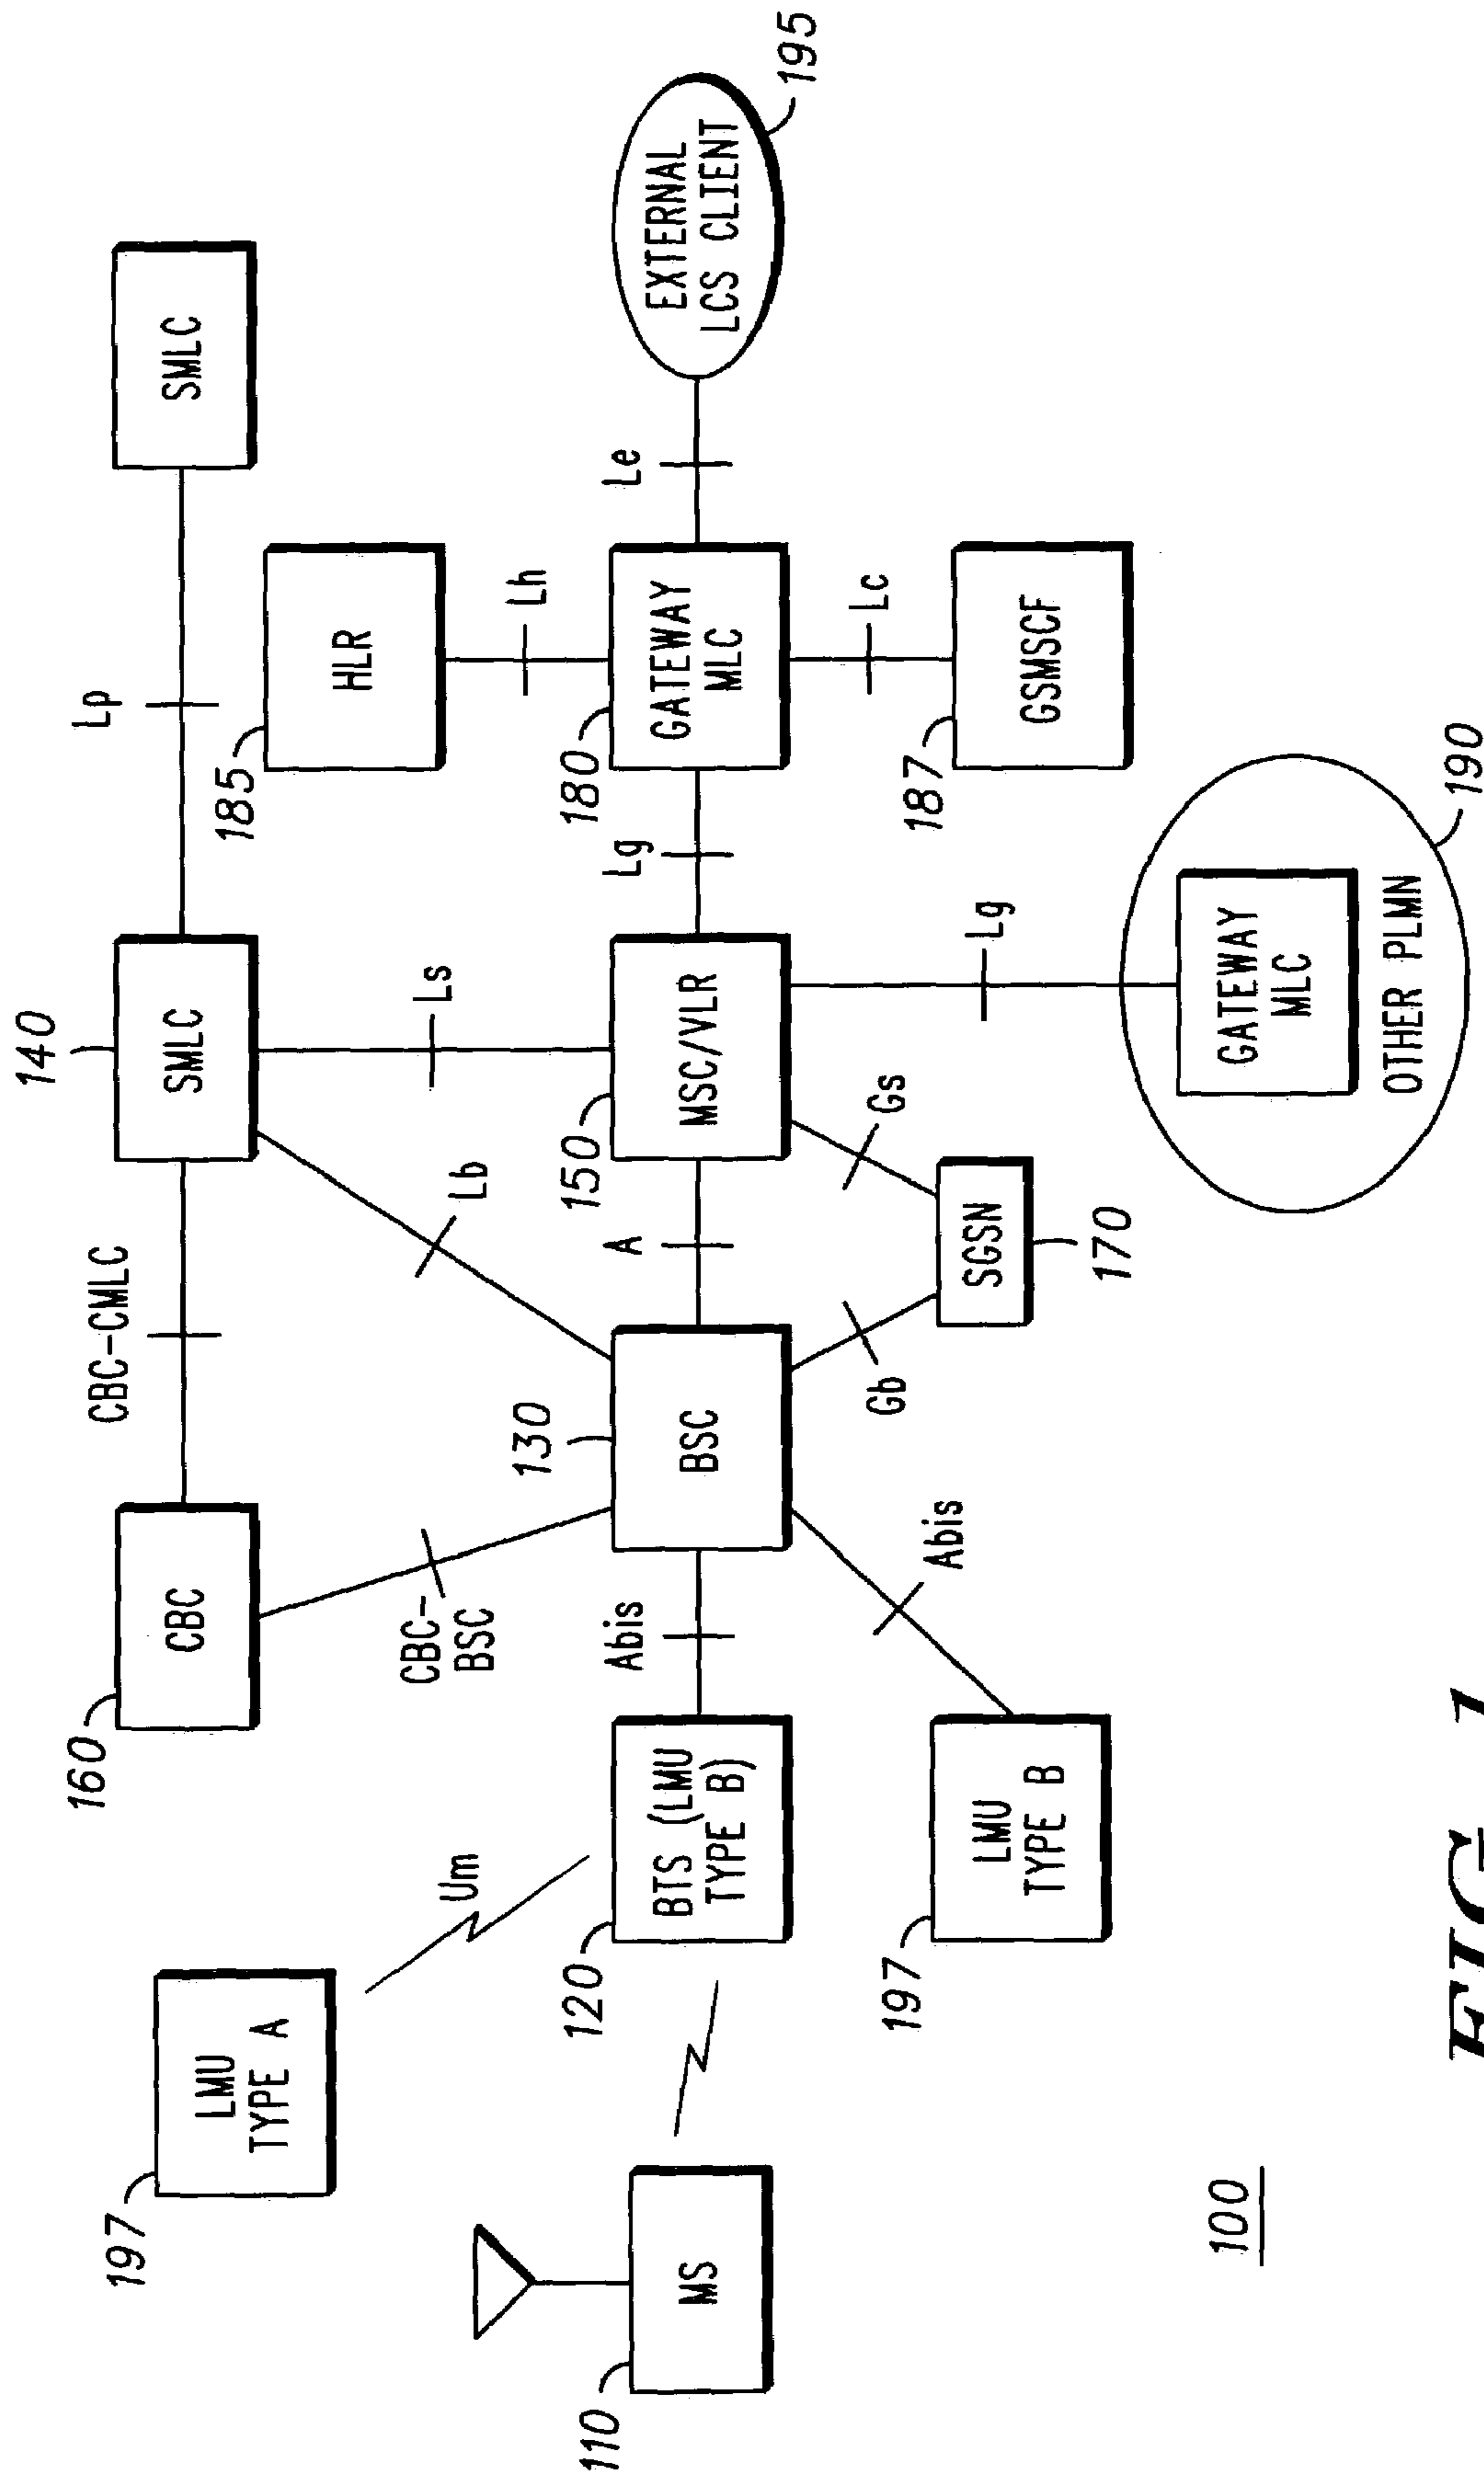 197
LMU
TYPE A
Um
110
MS
120
BTS (LMU
TYPE B)
197
LMU
TYPE B
Abis
Abis
160
CBC
CBC-
BSC
CBC-CMLC
130
BSC
Lb
A
Gb
Gs
SGSN
170
140
SMLC
Ls
150
MSC/VLR
Lp
SMLC
Lg
Lg
185
HLR
Lh
180
GATEWAY
MLC
Le
EXTERNAL
LCS CLIENT
195
Lc
187
GSMSCF
GATEWAY
MLC
OTHER PLMN
190
100
FIG. 1